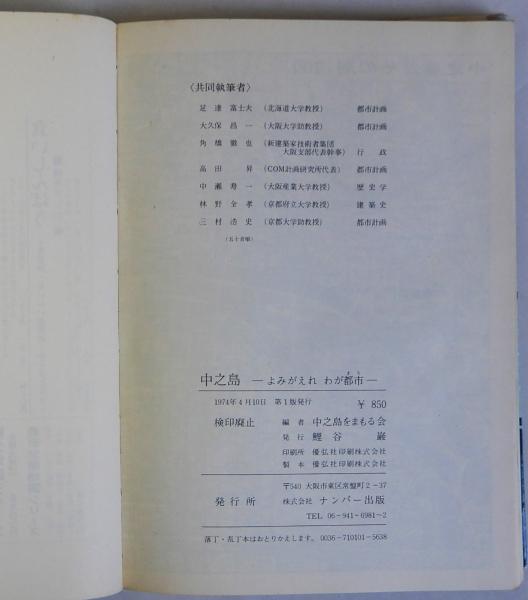 〈共同執筆者〉
足達 富士夫 (北海道大学教授) 都市計画
大久保 昌一 (大阪大学助教授) 都市計画
角橋 徹也 (新建築家技術者集団
大阪支部代表幹事) 行政
高田 昇 (COM計画研究所代表) 都市計画
中瀬 寿一 (大阪産業大学教授) 歴史学
林野 全孝 (京都府立大学教授) 建築史
三村 浩史 (京都大学助教授) 都市計画
(五十音順)
中之島 —よみがえれ わが都市—
まち
1974年4月10日 第1版発行
¥ 850
検印廃止 編者 中之島をまもる会
発行 鯉谷 巌
印刷所 優弘社印刷株式会社
製本 優弘社印刷株式会社
〒540 大阪市東区常盤町2-37
発行所 株式会社 ナンバー出版
TEL 06-941-6981~2
落丁・乱丁本はおとりかえします。 0036-710101-5638